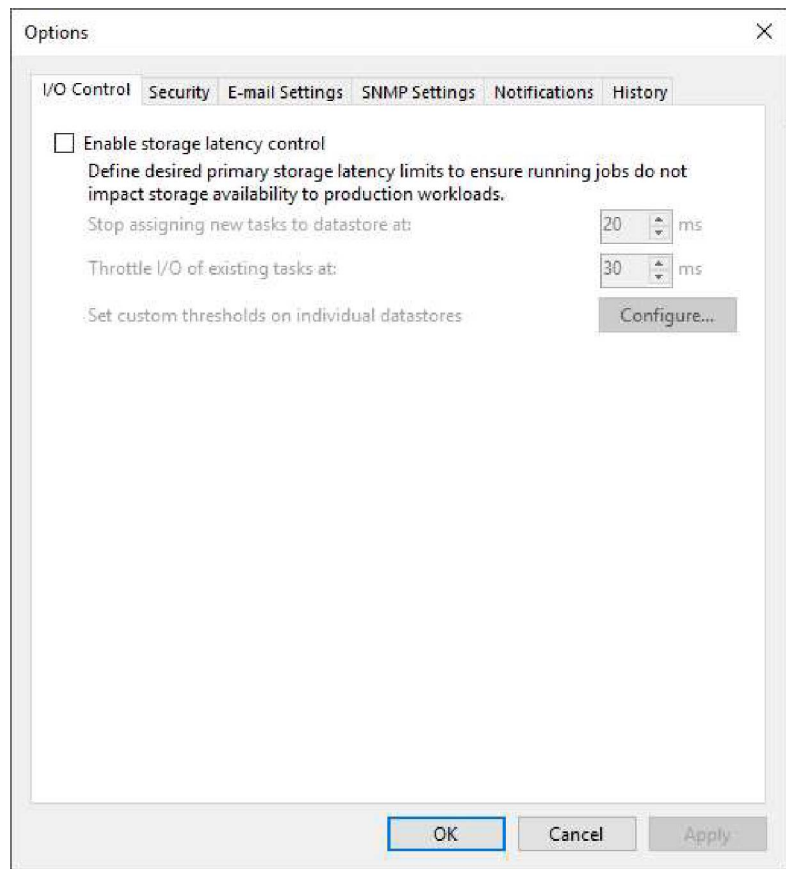 Options
I/O Control Security E-mail Settings SNMP Settings Notifications History
Enable storage latency control
Define desired primary storage latency limits to ensure running jobs do not
impact storage availability to production workloads.
Stop assigning new tasks to datastore at: 20 ms
Throttle I/O of existing tasks at: 30 ms
Set custom thresholds on individual datastores Configure...
OK Cancel Apply